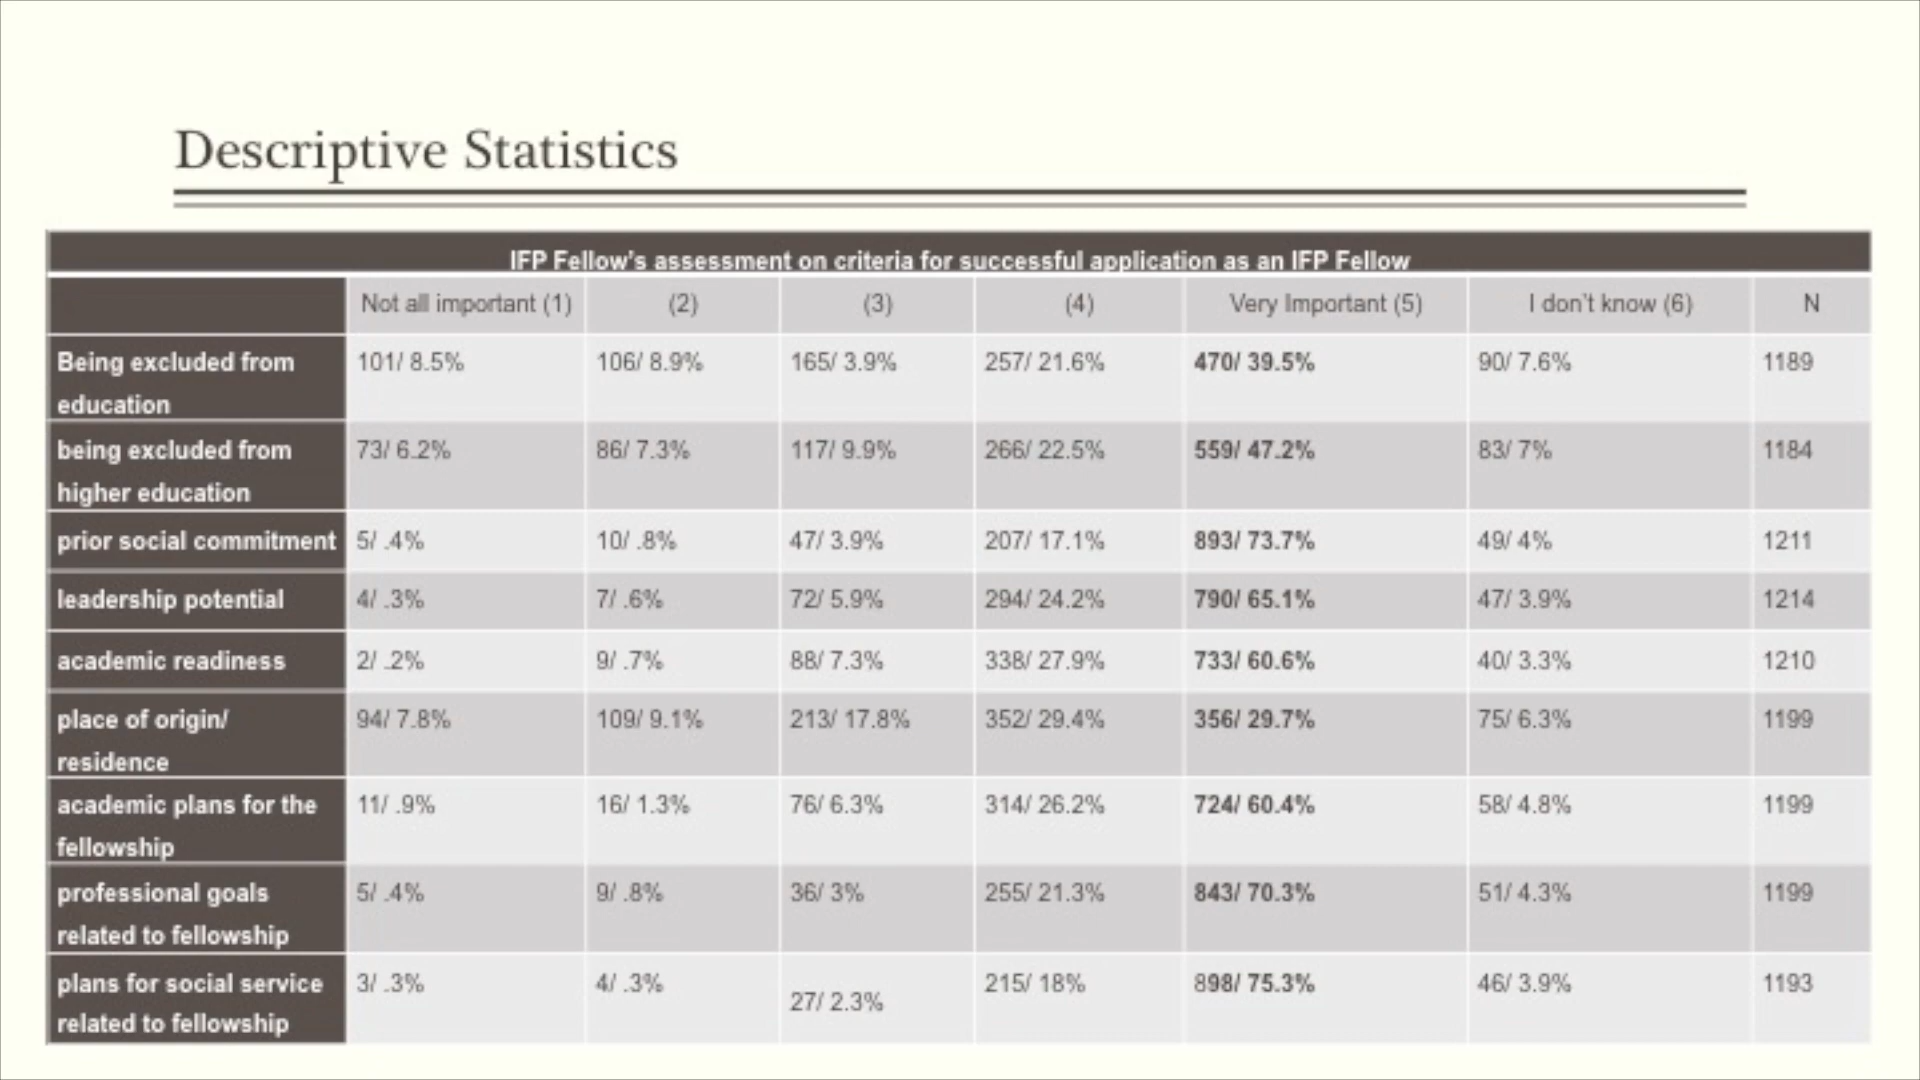 Descriptive Statistics
IFP Fellow's assessment on criteria for successful application as an IFP Fellow
Not all important (1) (2) (3) (4) Very Important (5) I don't know (6) N
Being excluded from education 101/ 8.5% 106/ 8.9% 165/ 3.9% 257/ 21.6% 470/ 39.5% 90/ 7.6% 1189
being excluded from higher education 73/ 6.2% 86/ 7.3% 117/ 9.9% 266/ 22.5% 559/ 47.2% 83/ 7% 1184
prior social commitment 5/ .4% 10/ .8% 47/ 3.9% 207/ 17.1% 893/ 73.7% 49/ 4% 1211
leadership potential 4/ .3% 7/ .6% 72/ 5.9% 294/ 24.2% 790/ 65.1% 47/ 3.9% 1214
academic readiness 2/ .2% 9/ .7% 88/ 7.3% 338/ 27.9% 733/ 60.6% 40/ 3.3% 1210
place of origin/ residence 94/ 7.8% 109/ 9.1% 213/ 17.8% 352/ 29.4% 356/ 29.7% 75/ 6.3% 1199
academic plans for the fellowship 11/ .9% 16/ 1.3% 76/ 6.3% 314/ 26.2% 724/ 60.4% 58/ 4.8% 1199
professional goals related to fellowship 5/ .4% 9/ .8% 36/ 3% 255/ 21.3% 843/ 70.3% 51/ 4.3% 1199
plans for social service related to fellowship 3/ .3% 4/ .3% 27/ 2.3% 215/ 18% 898/ 75.3% 46/ 3.9% 1193